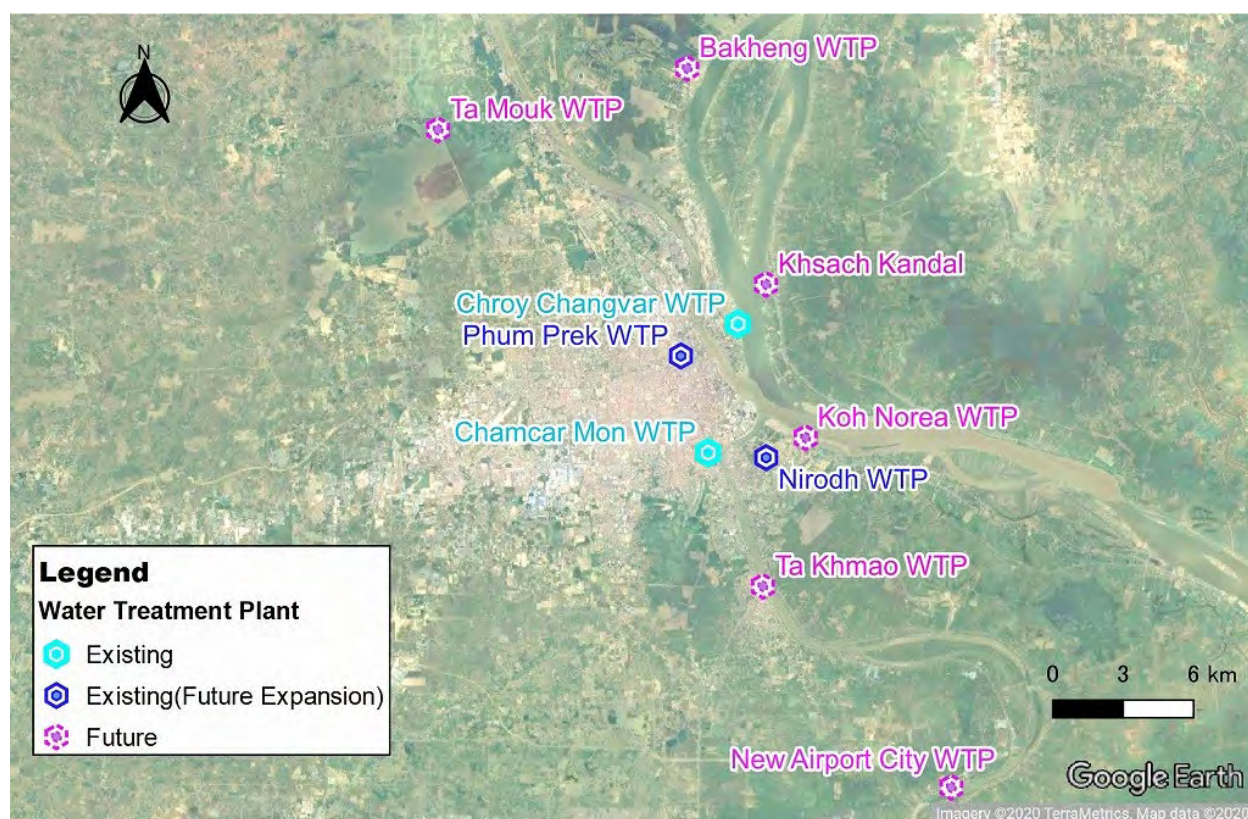 N
Bakheng WTP
Ta Mouk WTP
Khsach Kandal
Chroy Changvar WTP
Phum Prek WTP
Koh Norea WTP
Chamcar Mon WTP
Nirodh WTP
Ta Khmao WTP
Legend
Water Treatment Plant
Existing
Existing(Future Expansion)
Future
0 3 6 km
New Airport City WTP
Google Earth
Imagery ©2020 TerraMetrics, Map data ©2020